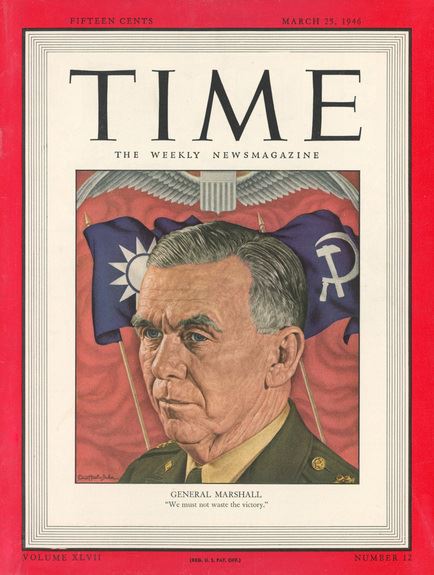 FIFTEEN CENTS MARCH 25, 1946
TIME
THE WEEKLY NEWSMAGAZINE
GENERAL MARSHALL
"We must not waste the victory."
VOLUME XLVII (REG. U. S. PAT. OFF.) NUMBER 12